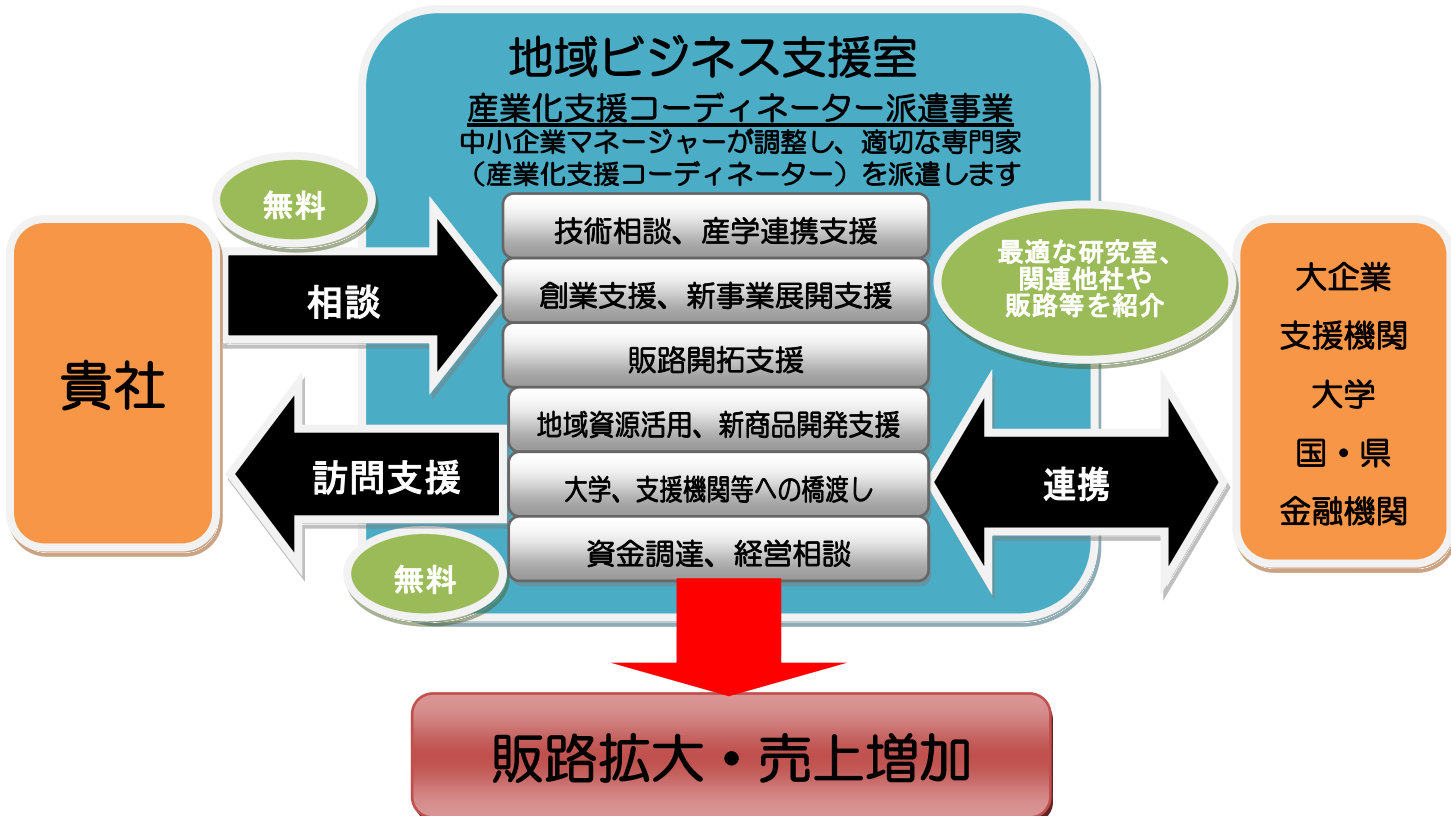 地域ビジネス支援室
産業化支援コーディネーター派遣事業
中小企業マネージャーが調整し、適切な専門家
（産業化支援コーディネーター）を派遣します
無料
相談
貴社
訪問支援
無料
技術相談、産学連携支援
創業支援、新事業展開支援
販路開拓支援
地域資源活用、新商品開発支援
大学、支援機関等への橋渡し
資金調達、経営相談
最適な研究室、
関連他社や
販路等を紹介
連携
大企業
支援機関
大学
国・県
金融機関
販路拡大・売上増加